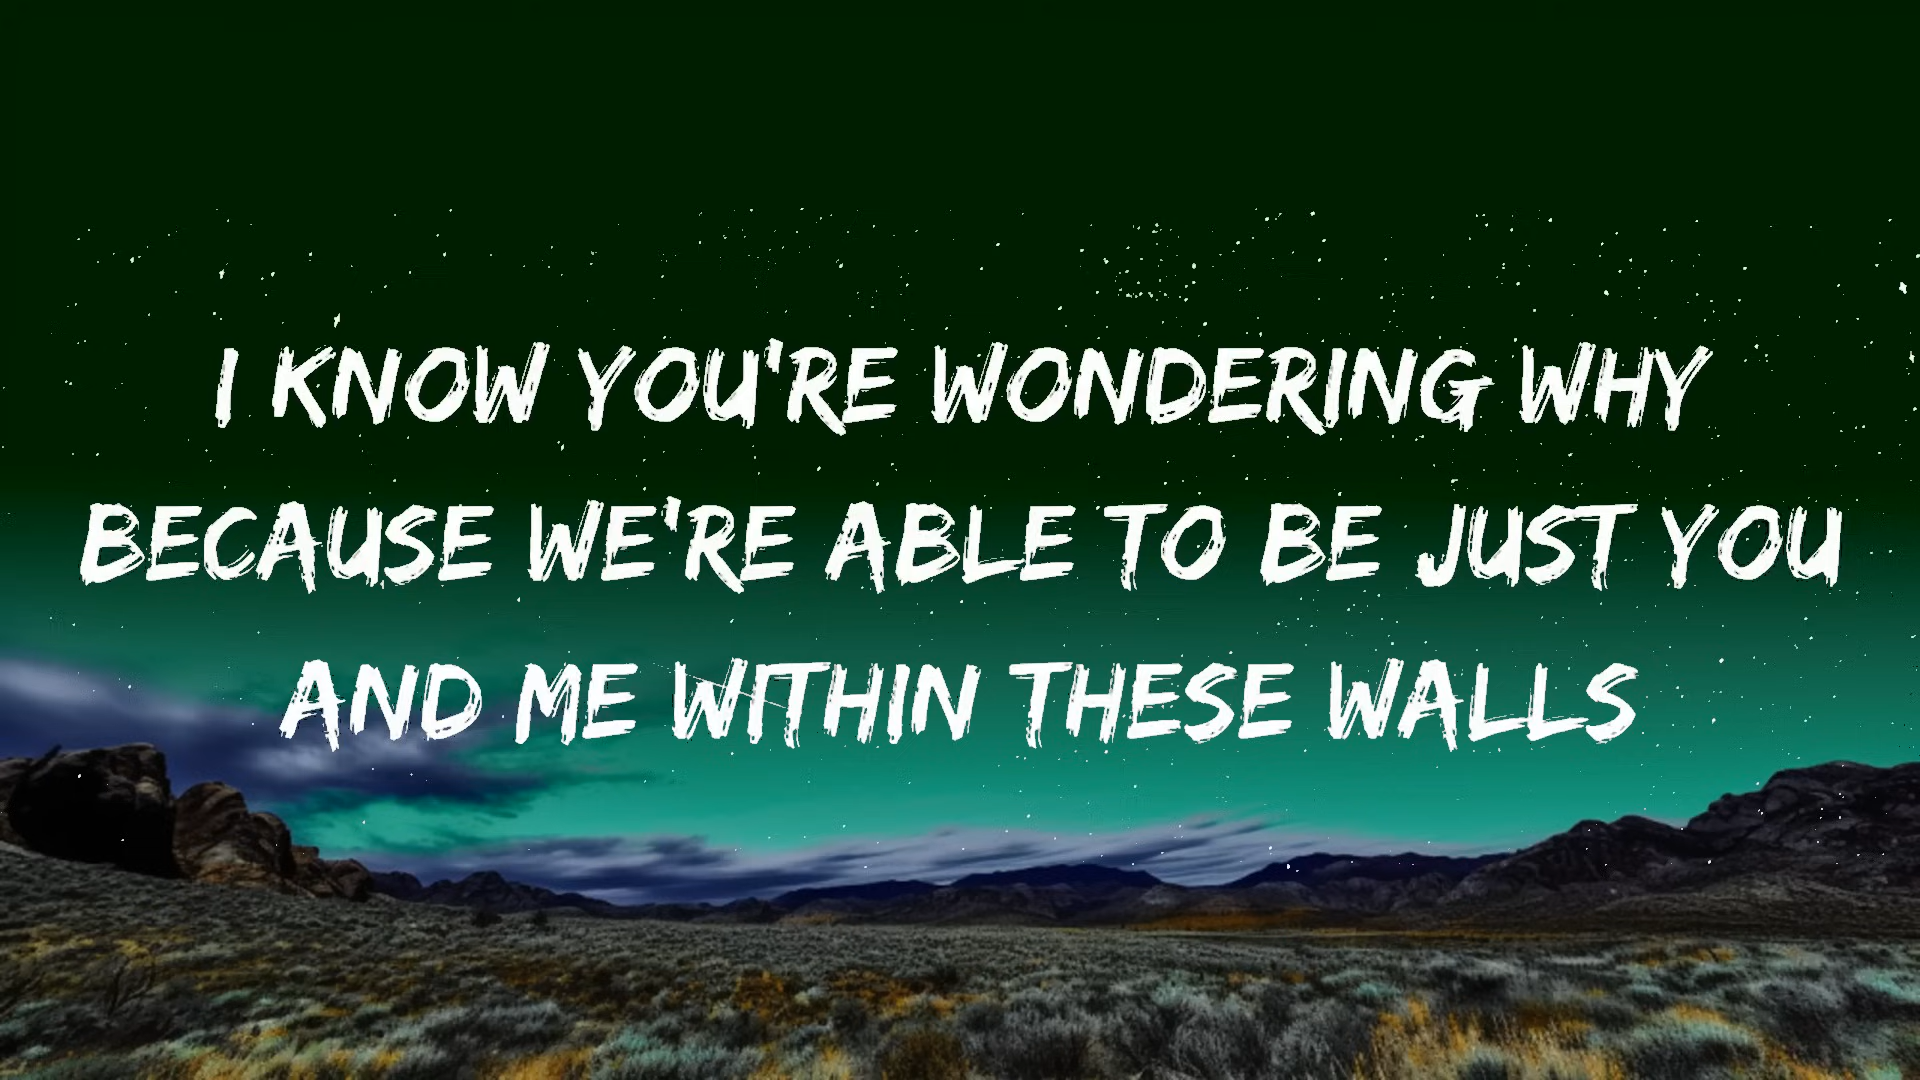 I KNOW YOU'RE WONDERING WHY
BECAUSE WE'RE ABLE TO BE JUST YOU
AND ME WITHIN THESE WALLS